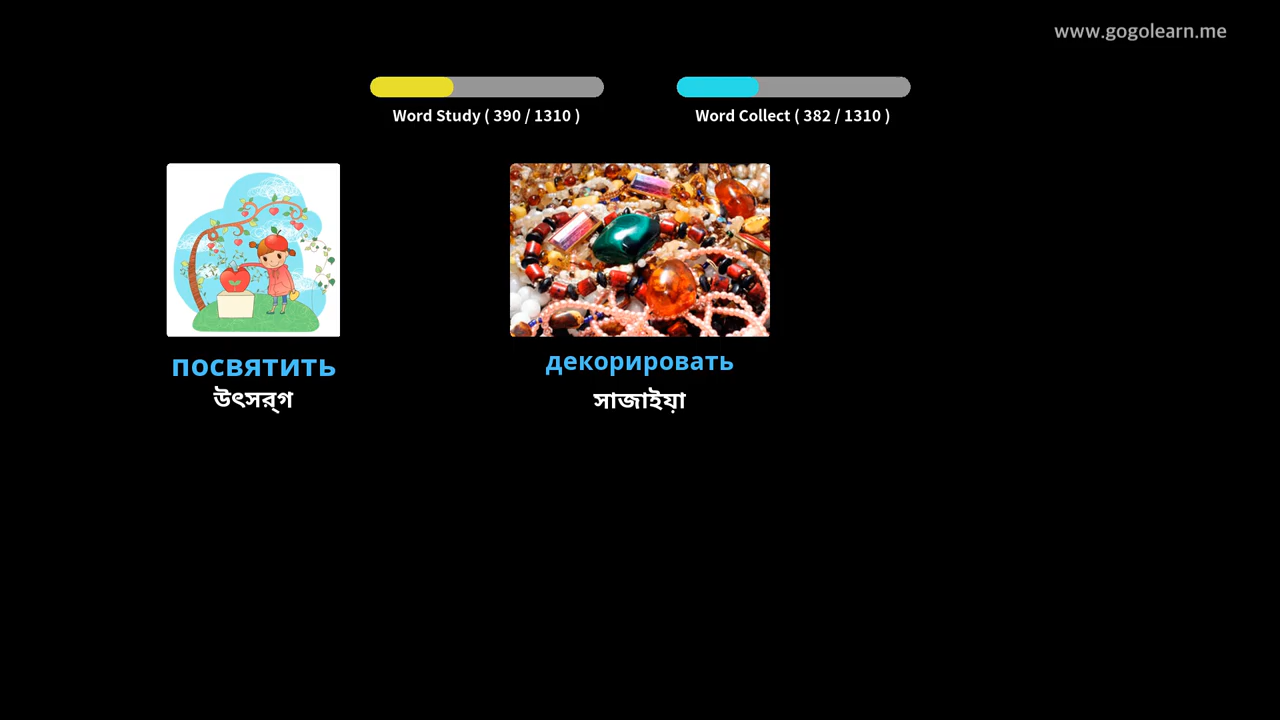 www.gogolearn.me
Word Study ( 390 / 1310 )
Word Collect ( 382 / 1310 )
посвятить
উৎসর্গ
декорировать
সাজাইয়া